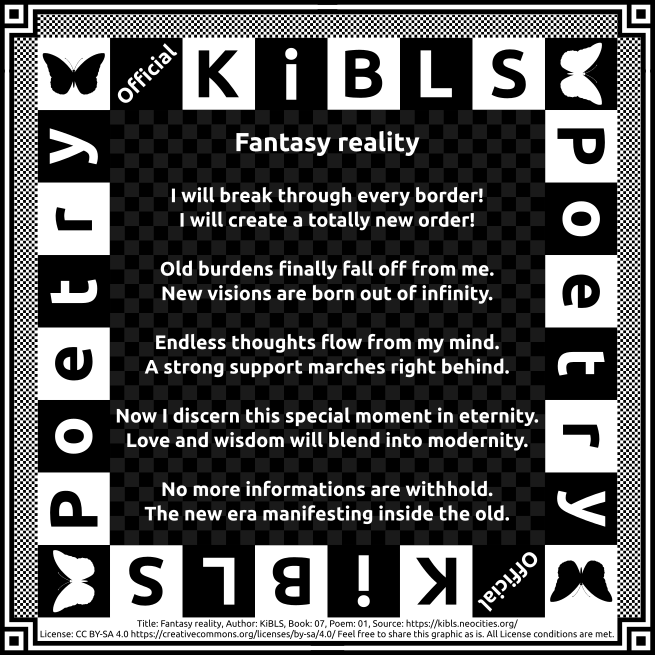 Official KiBLS
Poetry
Poetry
Fantasy reality
I will break through every border!
I will create a totally new order!
Old burdens finally fall off from me.
New visions are born out of infinity.
Endless thoughts flow from my mind.
A strong support marches right behind.
Now I discern this special moment in eternity.
Love and wisdom will blend into modernity.
No more informations are withhold.
The new era manifesting inside the old.
Official KiBLS
Title: Fantasy reality, Author: KiBLS, Book: 07, Poem: 01, Source: https://kibls.neocities.org/
License: CC BY-SA 4.0 https://creativecommons.org/licenses/by-sa/4.0/ Feel free to share this graphic as is. All License conditions are met.